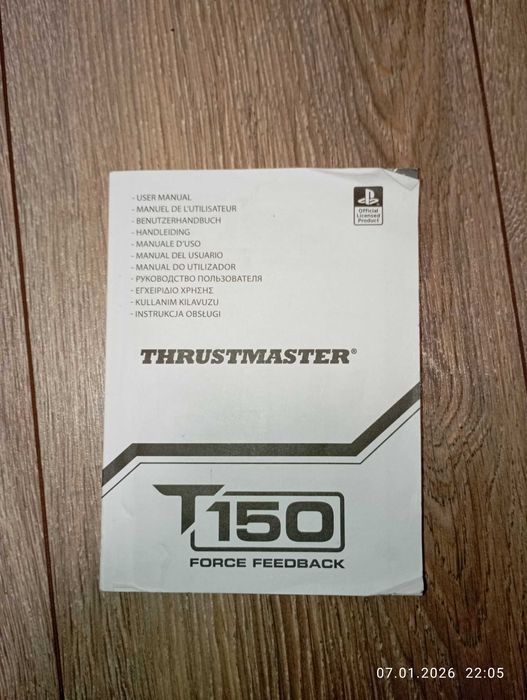 - USER MANUAL
- MANUEL DE L'UTILISATEUR
- BENUTZERHANDBUCH
- HANDLEIDING
- MANUALE D'USO
- MANUAL DEL USUARIO
- MANUAL DO UTILIZADOR
- РУКОВОДСТВО ПОЛЬЗОВАТЕЛЯ
- ΕΓΧΕΙΡΙΔΙΟ ΧΡΗΣΗΣ
- KULLANIM KILAVUZU
- INSTRUKCJA OBSŁUGI
Official
Licensed
Product
THRUSTMASTER®
T150
FORCE FEEDBACK
07.01.2026 22:05